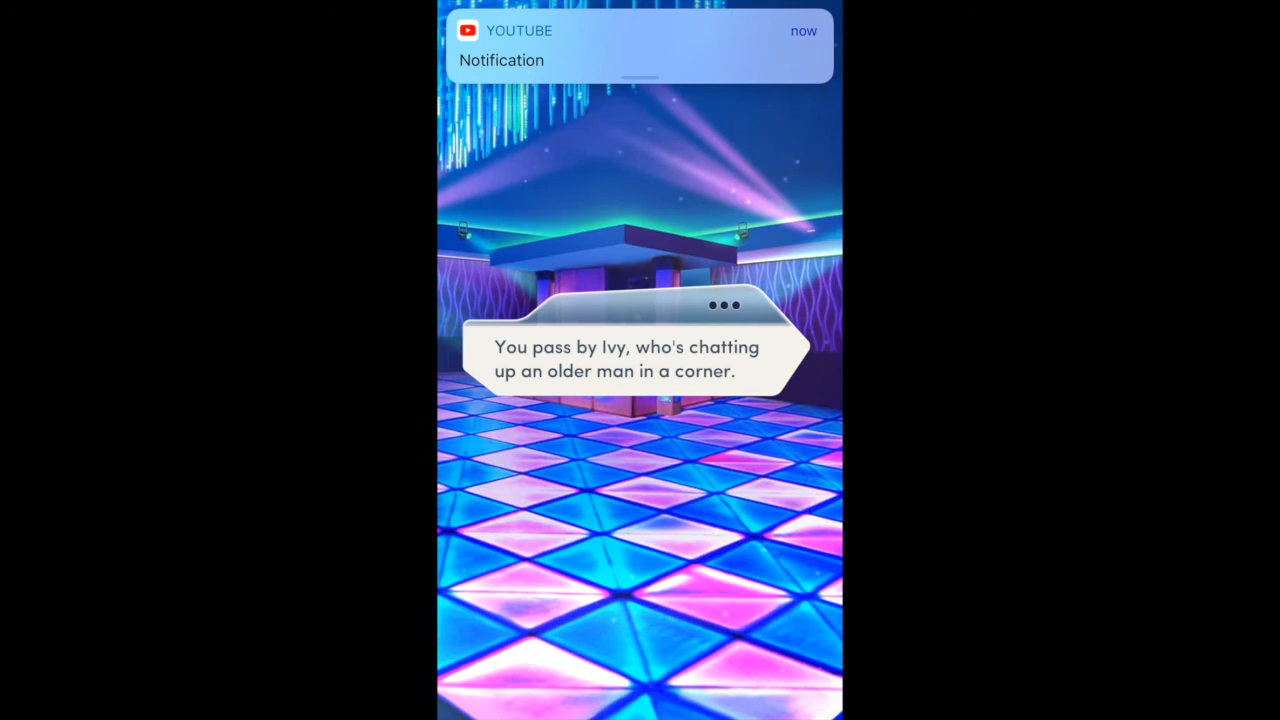 YOUTUBE
now
Notification
You pass by Ivy, who's chatting
up an older man in a corner.